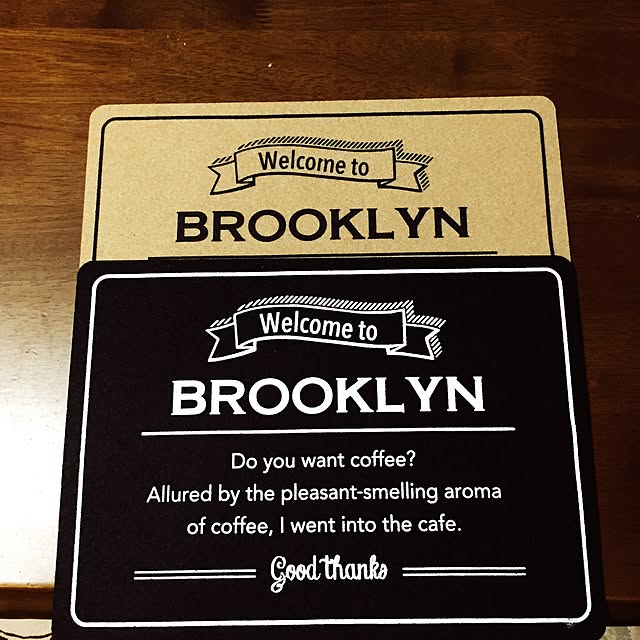 Welcome to
BROOKLYN
Welcome to
BROOKLYN
Do you want coffee?
Allured by the pleasant-smelling aroma
of coffee, I went into the cafe.
Good thanks